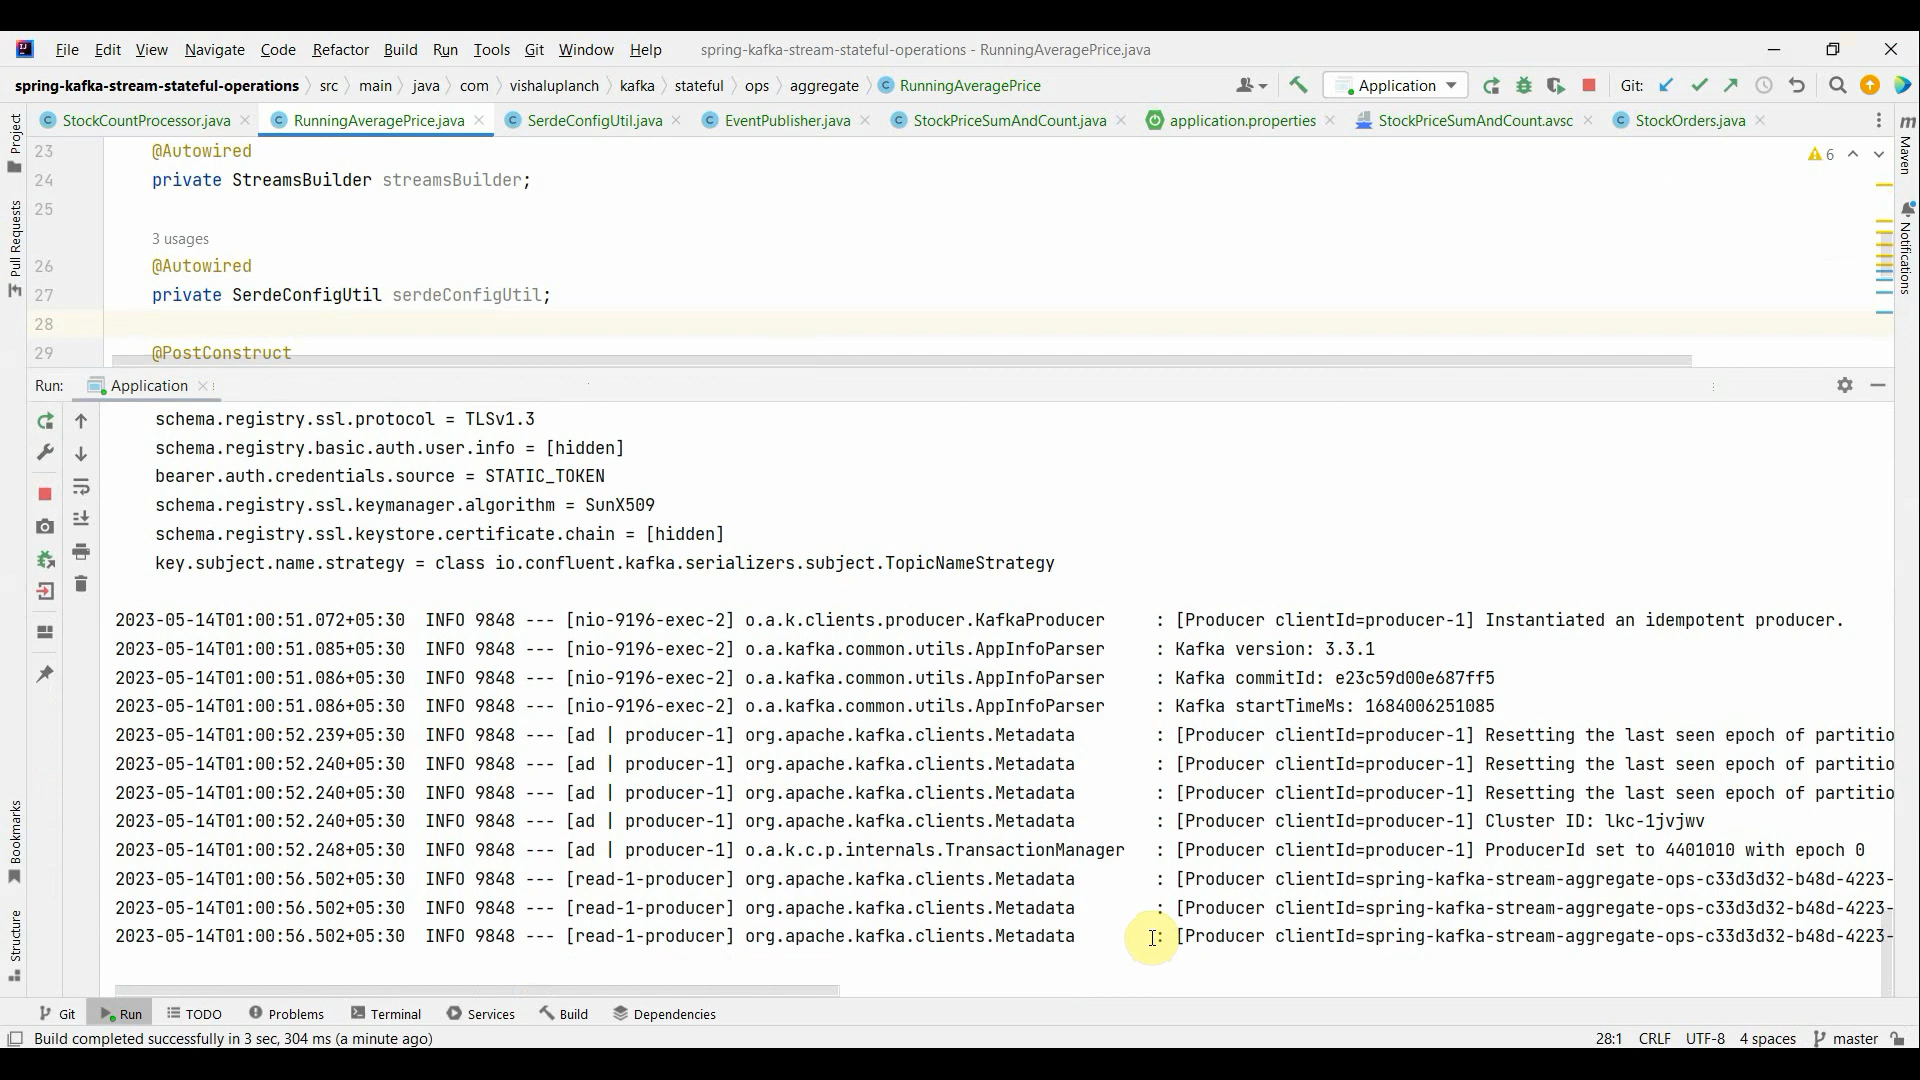 File Edit View Navigate Code Refactor Build Run Tools Git Window Help spring-kafka-stream-stateful-operations - RunningAveragePrice.java
spring-kafka-stream-stateful-operations src main java com vishaluplanch kafka stateful ops aggregate RunningAveragePrice Application Git:
StockCountProcessor.java RunningAveragePrice.java SerdeConfigUtil.java EventPublisher.java StockPriceSumAndCount.java application.properties StockPriceSumAndCount.avsc StockOrders.java
Project
Pull Requests
Bookmarks
Structure
Maven
Notifications
6
23 @Autowired
24 private StreamsBuilder streamsBuilder;
25
3 usages
26 @Autowired
27 private SerdeConfigUtil serdeConfigUtil;
28
29 @PostConstruct
Run: Application
schema.registry.ssl.protocol = TLSv1.3
schema.registry.basic.auth.user.info = [hidden]
bearer.auth.credentials.source = STATIC_TOKEN
schema.registry.ssl.keymanager.algorithm = SunX509
schema.registry.ssl.keystore.certificate.chain = [hidden]
key.subject.name.strategy = class io.confluent.kafka.serializers.subject.TopicNameStrategy
2023-05-14T01:00:51.072+05:30 INFO 9848 --- [nio-9196-exec-2] o.a.k.clients.producer.KafkaProducer : [Producer clientId=producer-1] Instantiated an idempotent producer.
2023-05-14T01:00:51.085+05:30 INFO 9848 --- [nio-9196-exec-2] o.a.kafka.common.utils.AppInfoParser : Kafka version: 3.3.1
2023-05-14T01:00:51.086+05:30 INFO 9848 --- [nio-9196-exec-2] o.a.kafka.common.utils.AppInfoParser : Kafka commitId: e23c59d00e687ff5
2023-05-14T01:00:51.086+05:30 INFO 9848 --- [nio-9196-exec-2] o.a.kafka.common.utils.AppInfoParser : Kafka startTimeMs: 1684006251085
2023-05-14T01:00:52.239+05:30 INFO 9848 --- [ad | producer-1] org.apache.kafka.clients.Metadata : [Producer clientId=producer-1] Resetting the last seen epoch of partitio
2023-05-14T01:00:52.240+05:30 INFO 9848 --- [ad | producer-1] org.apache.kafka.clients.Metadata : [Producer clientId=producer-1] Resetting the last seen epoch of partitio
2023-05-14T01:00:52.240+05:30 INFO 9848 --- [ad | producer-1] org.apache.kafka.clients.Metadata : [Producer clientId=producer-1] Resetting the last seen epoch of partitio
2023-05-14T01:00:52.240+05:30 INFO 9848 --- [ad | producer-1] org.apache.kafka.clients.Metadata : [Producer clientId=producer-1] Cluster ID: lkc-1jvjwv
2023-05-14T01:00:52.248+05:30 INFO 9848 --- [ad | producer-1] o.a.k.c.p.internals.TransactionManager : [Producer clientId=producer-1] ProducerId set to 4401010 with epoch 0
2023-05-14T01:00:56.502+05:30 INFO 9848 --- [read-1-producer] org.apache.kafka.clients.Metadata : [Producer clientId=spring-kafka-stream-aggregate-ops-c33d3d32-b48d-4223-
2023-05-14T01:00:56.502+05:30 INFO 9848 --- [read-1-producer] org.apache.kafka.clients.Metadata : [Producer clientId=spring-kafka-stream-aggregate-ops-c33d3d32-b48d-4223-
2023-05-14T01:00:56.502+05:30 INFO 9848 --- [read-1-producer] org.apache.kafka.clients.Metadata : [Producer clientId=spring-kafka-stream-aggregate-ops-c33d3d32-b48d-4223-
Git Run TODO Problems Terminal Services Build Dependencies
Build completed successfully in 3 sec, 304 ms (a minute ago) 28:1 CRLF UTF-8 4 spaces master